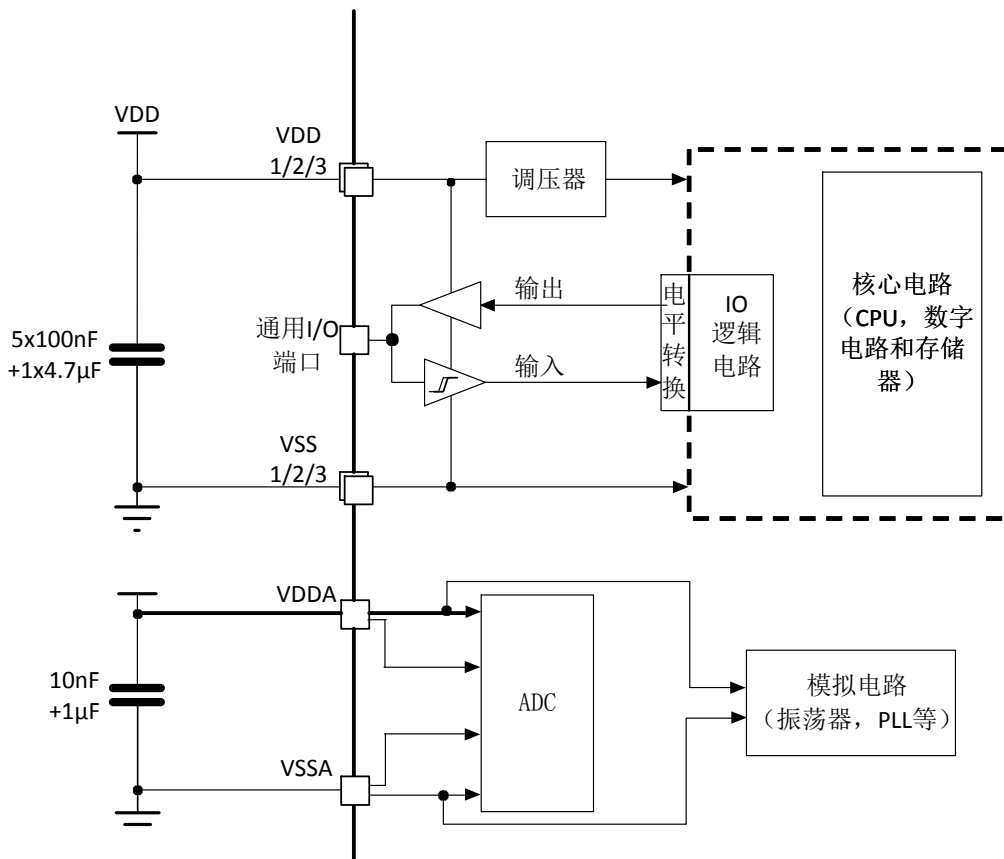 VDD
VDD
1/2/3
调压器
5x100nF
+1x4.7µF
通用I/O
端口
输出
输入
电平转换
IO
逻辑
电路
核心电路
（CPU，数字
电路和存储
器）
VSS
1/2/3
VDDA
10nF
+1µF
ADC
模拟电路
（振荡器，PLL等）
VSSA